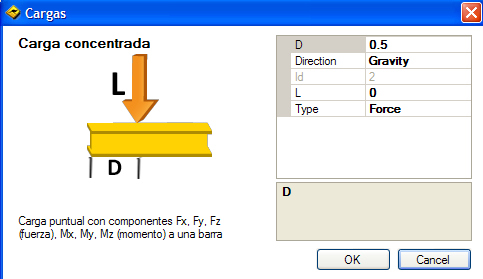 Cargas
Carga concentrada
L
D
Carga puntual con componentes Fx, Fy, Fz
(fuerza), Mx, My, Mz (momento) a una barra
D 0.5
Direction Gravity
Id 2
L 0
Type Force
D
OK Cancel